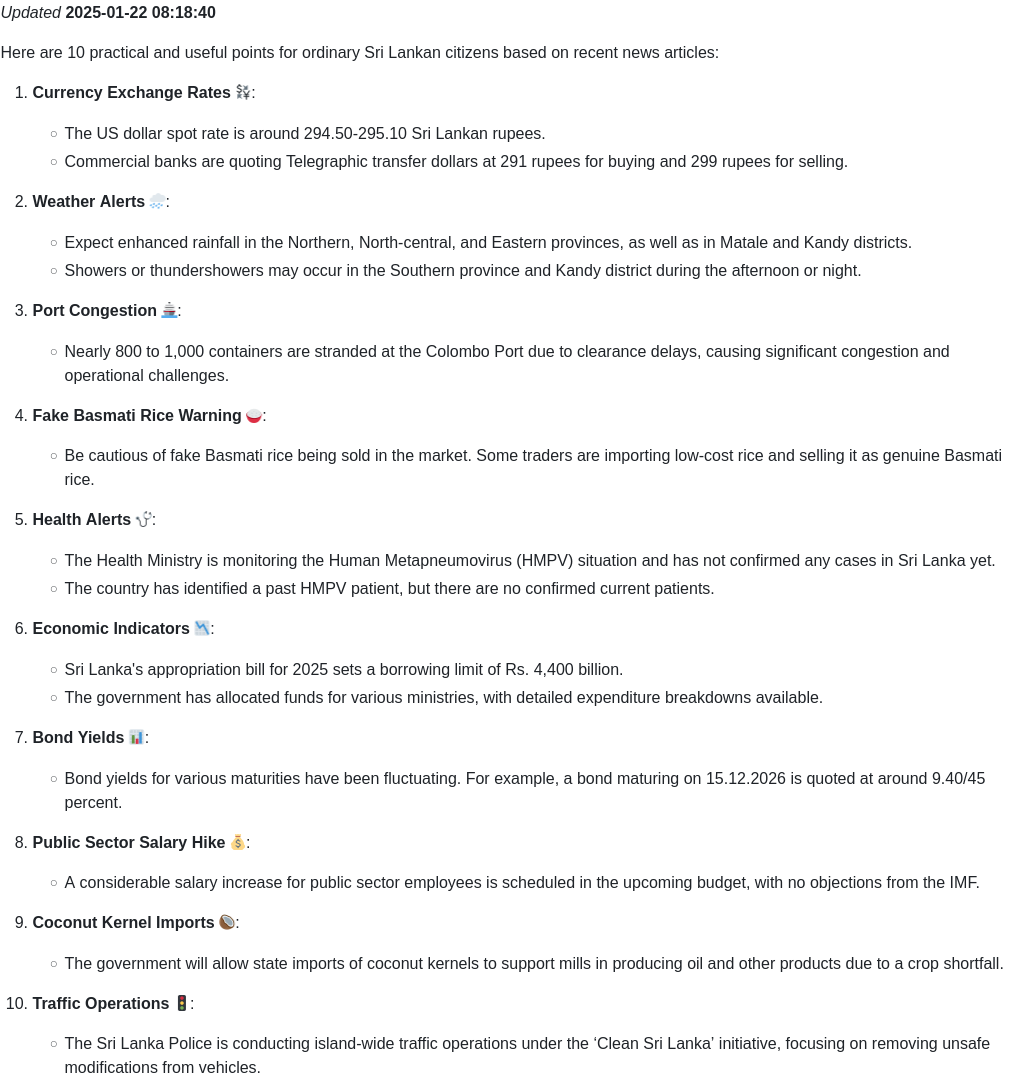 Updated 2025-01-22 08:18:40
Here are 10 practical and useful points for ordinary Sri Lankan citizens based on recent news articles:
1. Currency Exchange Rates 💱:
○ The US dollar spot rate is around 294.50-295.10 Sri Lankan rupees.
○ Commercial banks are quoting Telegraphic transfer dollars at 291 rupees for buying and 299 rupees for selling.
2. Weather Alerts 🌨️:
○ Expect enhanced rainfall in the Northern, North-central, and Eastern provinces, as well as in Matale and Kandy districts.
○ Showers or thundershowers may occur in the Southern province and Kandy district during the afternoon or night.
3. Port Congestion 🚢:
○ Nearly 800 to 1,000 containers are stranded at the Colombo Port due to clearance delays, causing significant congestion and
operational challenges.
4. Fake Basmati Rice Warning 🍚:
○ Be cautious of fake Basmati rice being sold in the market. Some traders are importing low-cost rice and selling it as genuine Basmati
rice.
5. Health Alerts 🩺:
○ The Health Ministry is monitoring the Human Metapneumovirus (HMPV) situation and has not confirmed any cases in Sri Lanka yet.
○ The country has identified a past HMPV patient, but there are no confirmed current patients.
6. Economic Indicators 📉:
○ Sri Lanka's appropriation bill for 2025 sets a borrowing limit of Rs. 4,400 billion.
○ The government has allocated funds for various ministries, with detailed expenditure breakdowns available.
7. Bond Yields 📊:
○ Bond yields for various maturities have been fluctuating. For example, a bond maturing on 15.12.2026 is quoted at around 9.40/45
percent.
8. Public Sector Salary Hike 💰:
○ A considerable salary increase for public sector employees is scheduled in the upcoming budget, with no objections from the IMF.
9. Coconut Kernel Imports 🥥:
○ The government will allow state imports of coconut kernels to support mills in producing oil and other products due to a crop shortfall.
10. Traffic Operations 🚦:
○ The Sri Lanka Police is conducting island-wide traffic operations under the ‘Clean Sri Lanka’ initiative, focusing on removing unsafe
modifications from vehicles.